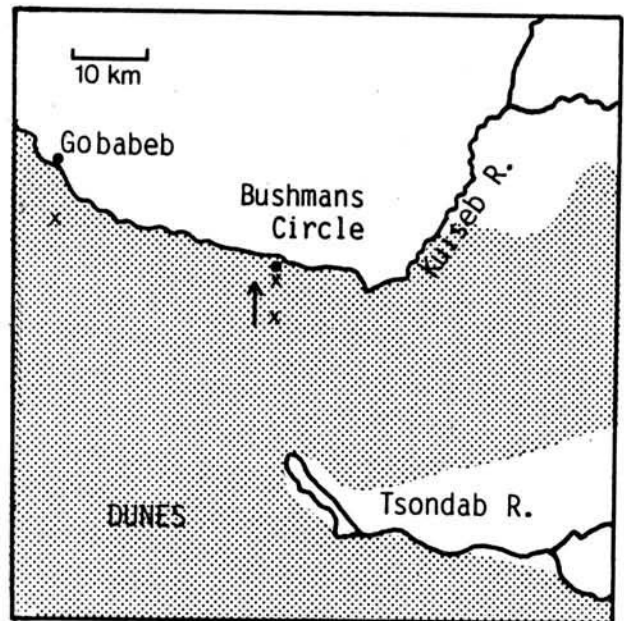 10 km
Gobabeb
x
Bushmans
Circle
Kuiseb R.
x
x
DUNES
Tsondab R.